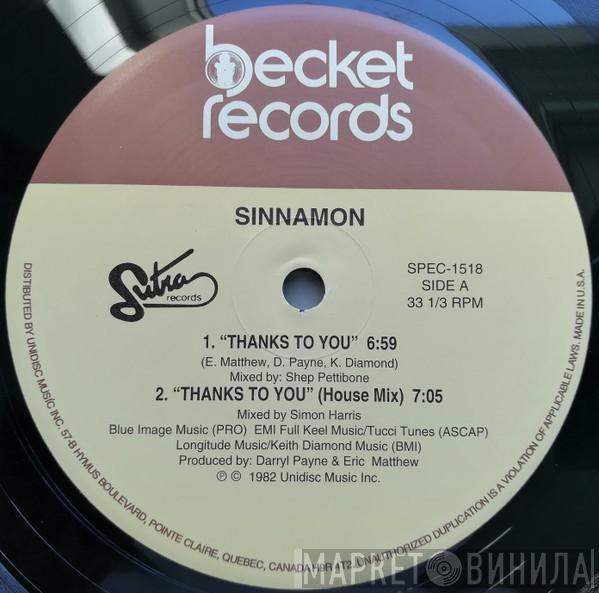 becket
records
SINNAMON
Sutra
records
SPEC-1518
SIDE A
33 1/3 RPM
1. “THANKS TO YOU” 6:59
(E. Matthew, D. Payne, K. Diamond)
Mixed by: Shep Pettibone
2. “THANKS TO YOU” (House Mix) 7:05
Mixed by Simon Harris
Blue Image Music (PRO) EMI Full Keel Music/Tucci Tunes (ASCAP)
Longitude Music/Keith Diamond Music (BMI)
Produced by: Darryl Payne & Eric Matthew
℗ © 1982 Unidisc Music Inc.
DISTRIBUTED BY UNIDISC MUSIC INC. 57-B HYMUS BOULEVARD, POINTE CLAIRE, QUEBEC, CANADA H9R 4T2. UNAUTHORIZED DUPLICATION IS A VIOLATION OF APPLICABLE LAWS. MADE IN U.S.A.
МАРКЕТ ВИНИЛА